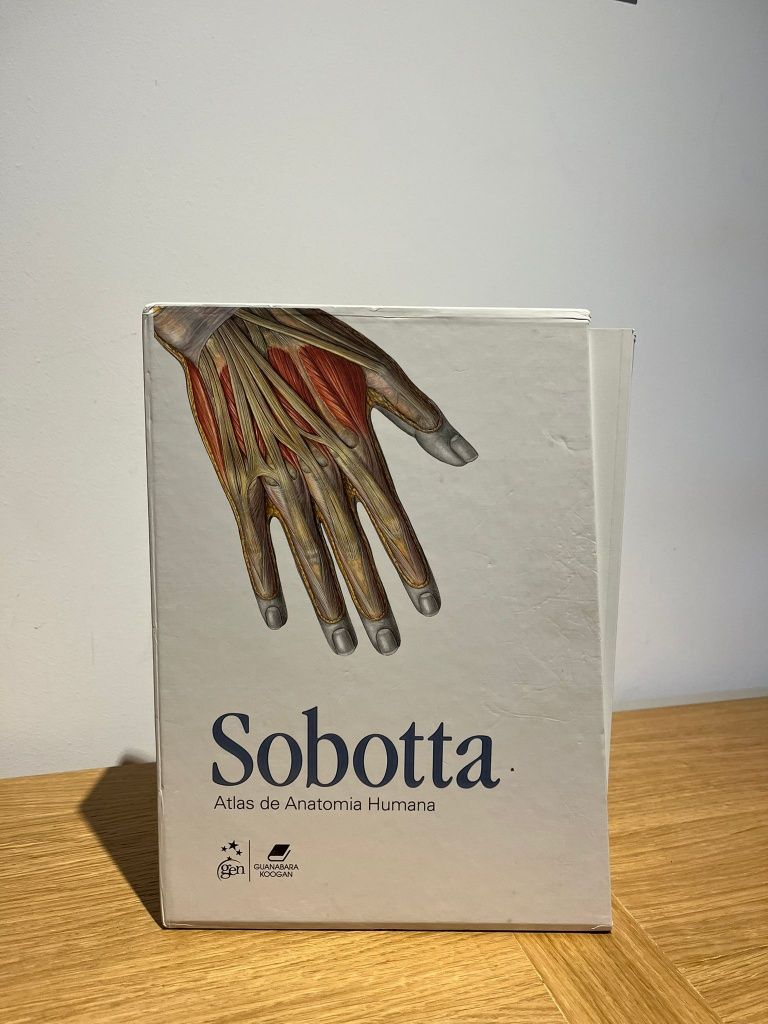 Sobotta
Atlas de Anatomia Humana
gen
GUANABARA
KOOGAN